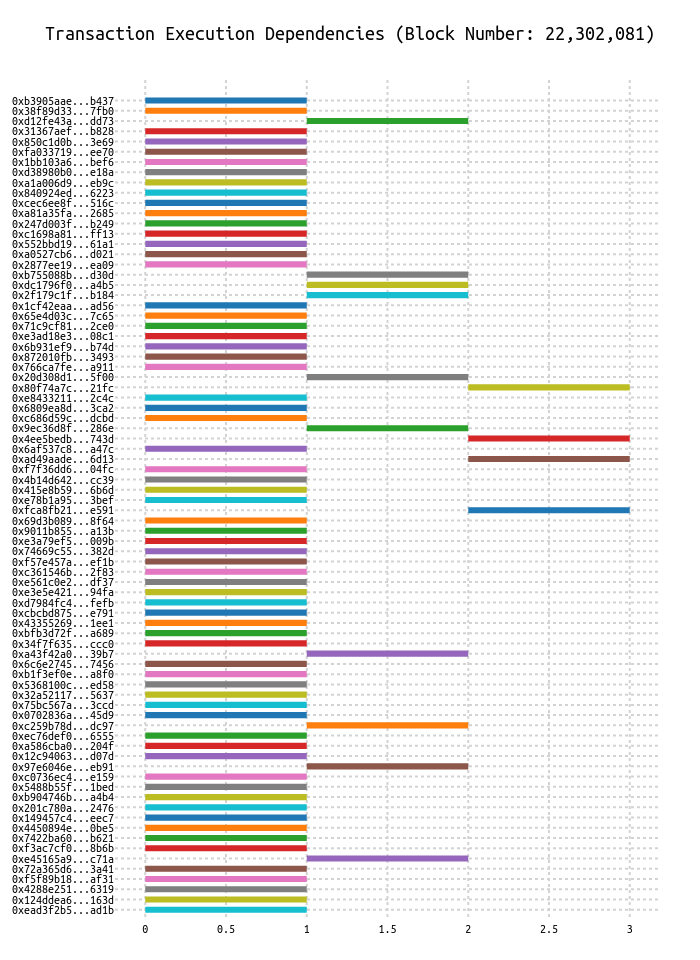 Transaction Execution Dependencies (Block Number: 22,302,081)
0xb3905aae...b437
0x38f89d33...7fb0
0xd12fe43a...dd73
0x31367aef...b828
0x850c1d0b...3e69
0xfa033719...ee70
0x1bb103a6...bef6
0xd38980b0...e18a
0xa1a006d9...eb9c
0x840924ed...6223
0xcec6ee8f...516c
0xa81a35fa...2685
0x247d003f...b249
0xc1698a81...ff13
0x552bbd19...61a1
0xa0527cb6...d021
0x2877ee19...ea09
0xb755088b...d30d
0xdc1796f0...a4b5
0x2f179c1f...b184
0x1cf42eaa...ad56
0x65e4d03c...7c65
0x71c9cf81...2ce0
0xe3ad18e3...08c1
0x6b931ef9...b74d
0x872010fb...3493
0x766ca7fe...a911
0x20d308d1...5f00
0x80f74a7c...21fc
0xe8433211...2c4c
0x6809ea8d...3ca2
0xc686d59c...dcbd
0x9ec36d8f...286e
0x4ee5bedb...743d
0x6af537c8...a47c
0xad49aade...6d13
0xf7f36dd6...04fc
0x4b14d642...cc39
0x415e8b59...6b6d
0xe78b1a95...3bef
0xfca8fb21...e591
0x69d3b089...8f64
0x9011b855...a13b
0xe3a79ef5...009b
0x74669c55...382d
0xf57e457a...ef1b
0xc361546b...2f83
0xe561c0e2...df37
0xe3e5e421...94fa
0xd7984fc4...fefb
0xcbcbd875...e791
0x43355269...1ee1
0xbfb3d72f...a689
0x34f7f635...ccc0
0xa43f42a0...39b7
0x6c6e2745...7456
0xb1f3ef0e...a8f0
0x5368100c...ed58
0x32a52117...5637
0x75bc567a...3ccd
0x0702836a...45d9
0xc259b78d...dc97
0xec76def0...6555
0xa586cba0...204f
0x12c94063...d07d
0x97e6046e...eb91
0xc0736ec4...e159
0x5488b55f...1bed
0xb904746b...a4b4
0x201c780a...2476
0x149457c4...eec7
0x4450894e...0be5
0x7422ba60...b621
0xf3ac7cf0...8b6b
0xe45165a9...c71a
0x72a365d6...3a41
0xf5f89b18...af31
0x4288e251...6319
0x124ddea6...163d
0xead3f2b5...ad1b
0 0.5 1 1.5 2 2.5 3